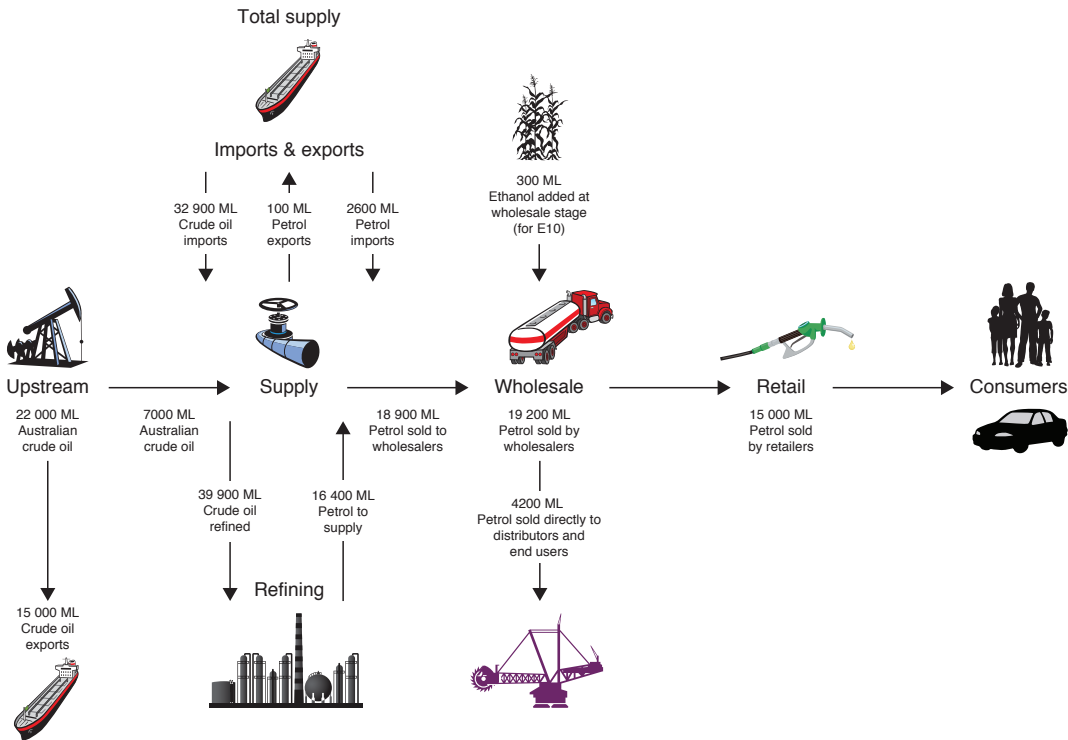 Total supply
Imports & exports
32 900 ML
Crude oil
imports
100 ML
Petrol
exports
2600 ML
Petrol
imports
300 ML
Ethanol added at
wholesale stage
(for E10)
Upstream
Supply
Wholesale
Retail
Consumers
22 000 ML
Australian
crude oil
7000 ML
Australian
crude oil
18 900 ML
Petrol sold to
wholesalers
19 200 ML
Petrol sold by
wholesalers
15 000 ML
Petrol sold
by retailers
39 900 ML
Crude oil
refined
16 400 ML
Petrol to
supply
4200 ML
Petrol sold directly to
distributors and
end users
Refining
15 000 ML
Crude oil
exports